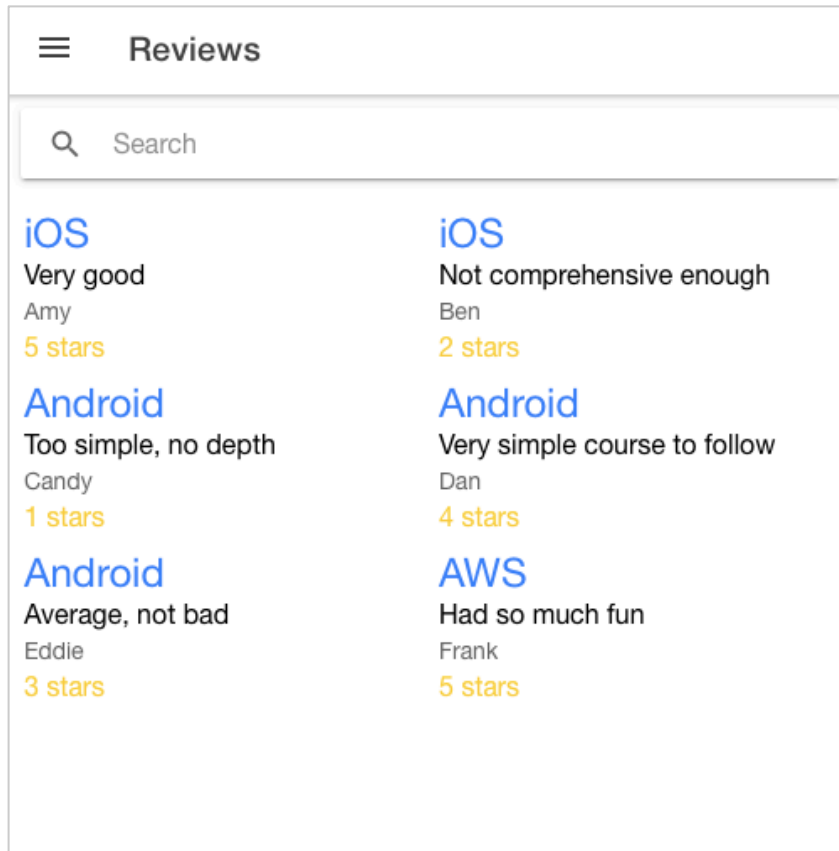 Reviews
Search
iOS
Very good
Amy
5 stars
iOS
Not comprehensive enough
Ben
2 stars
Android
Too simple, no depth
Candy
1 stars
Android
Very simple course to follow
Dan
4 stars
Android
Average, not bad
Eddie
3 stars
AWS
Had so much fun
Frank
5 stars